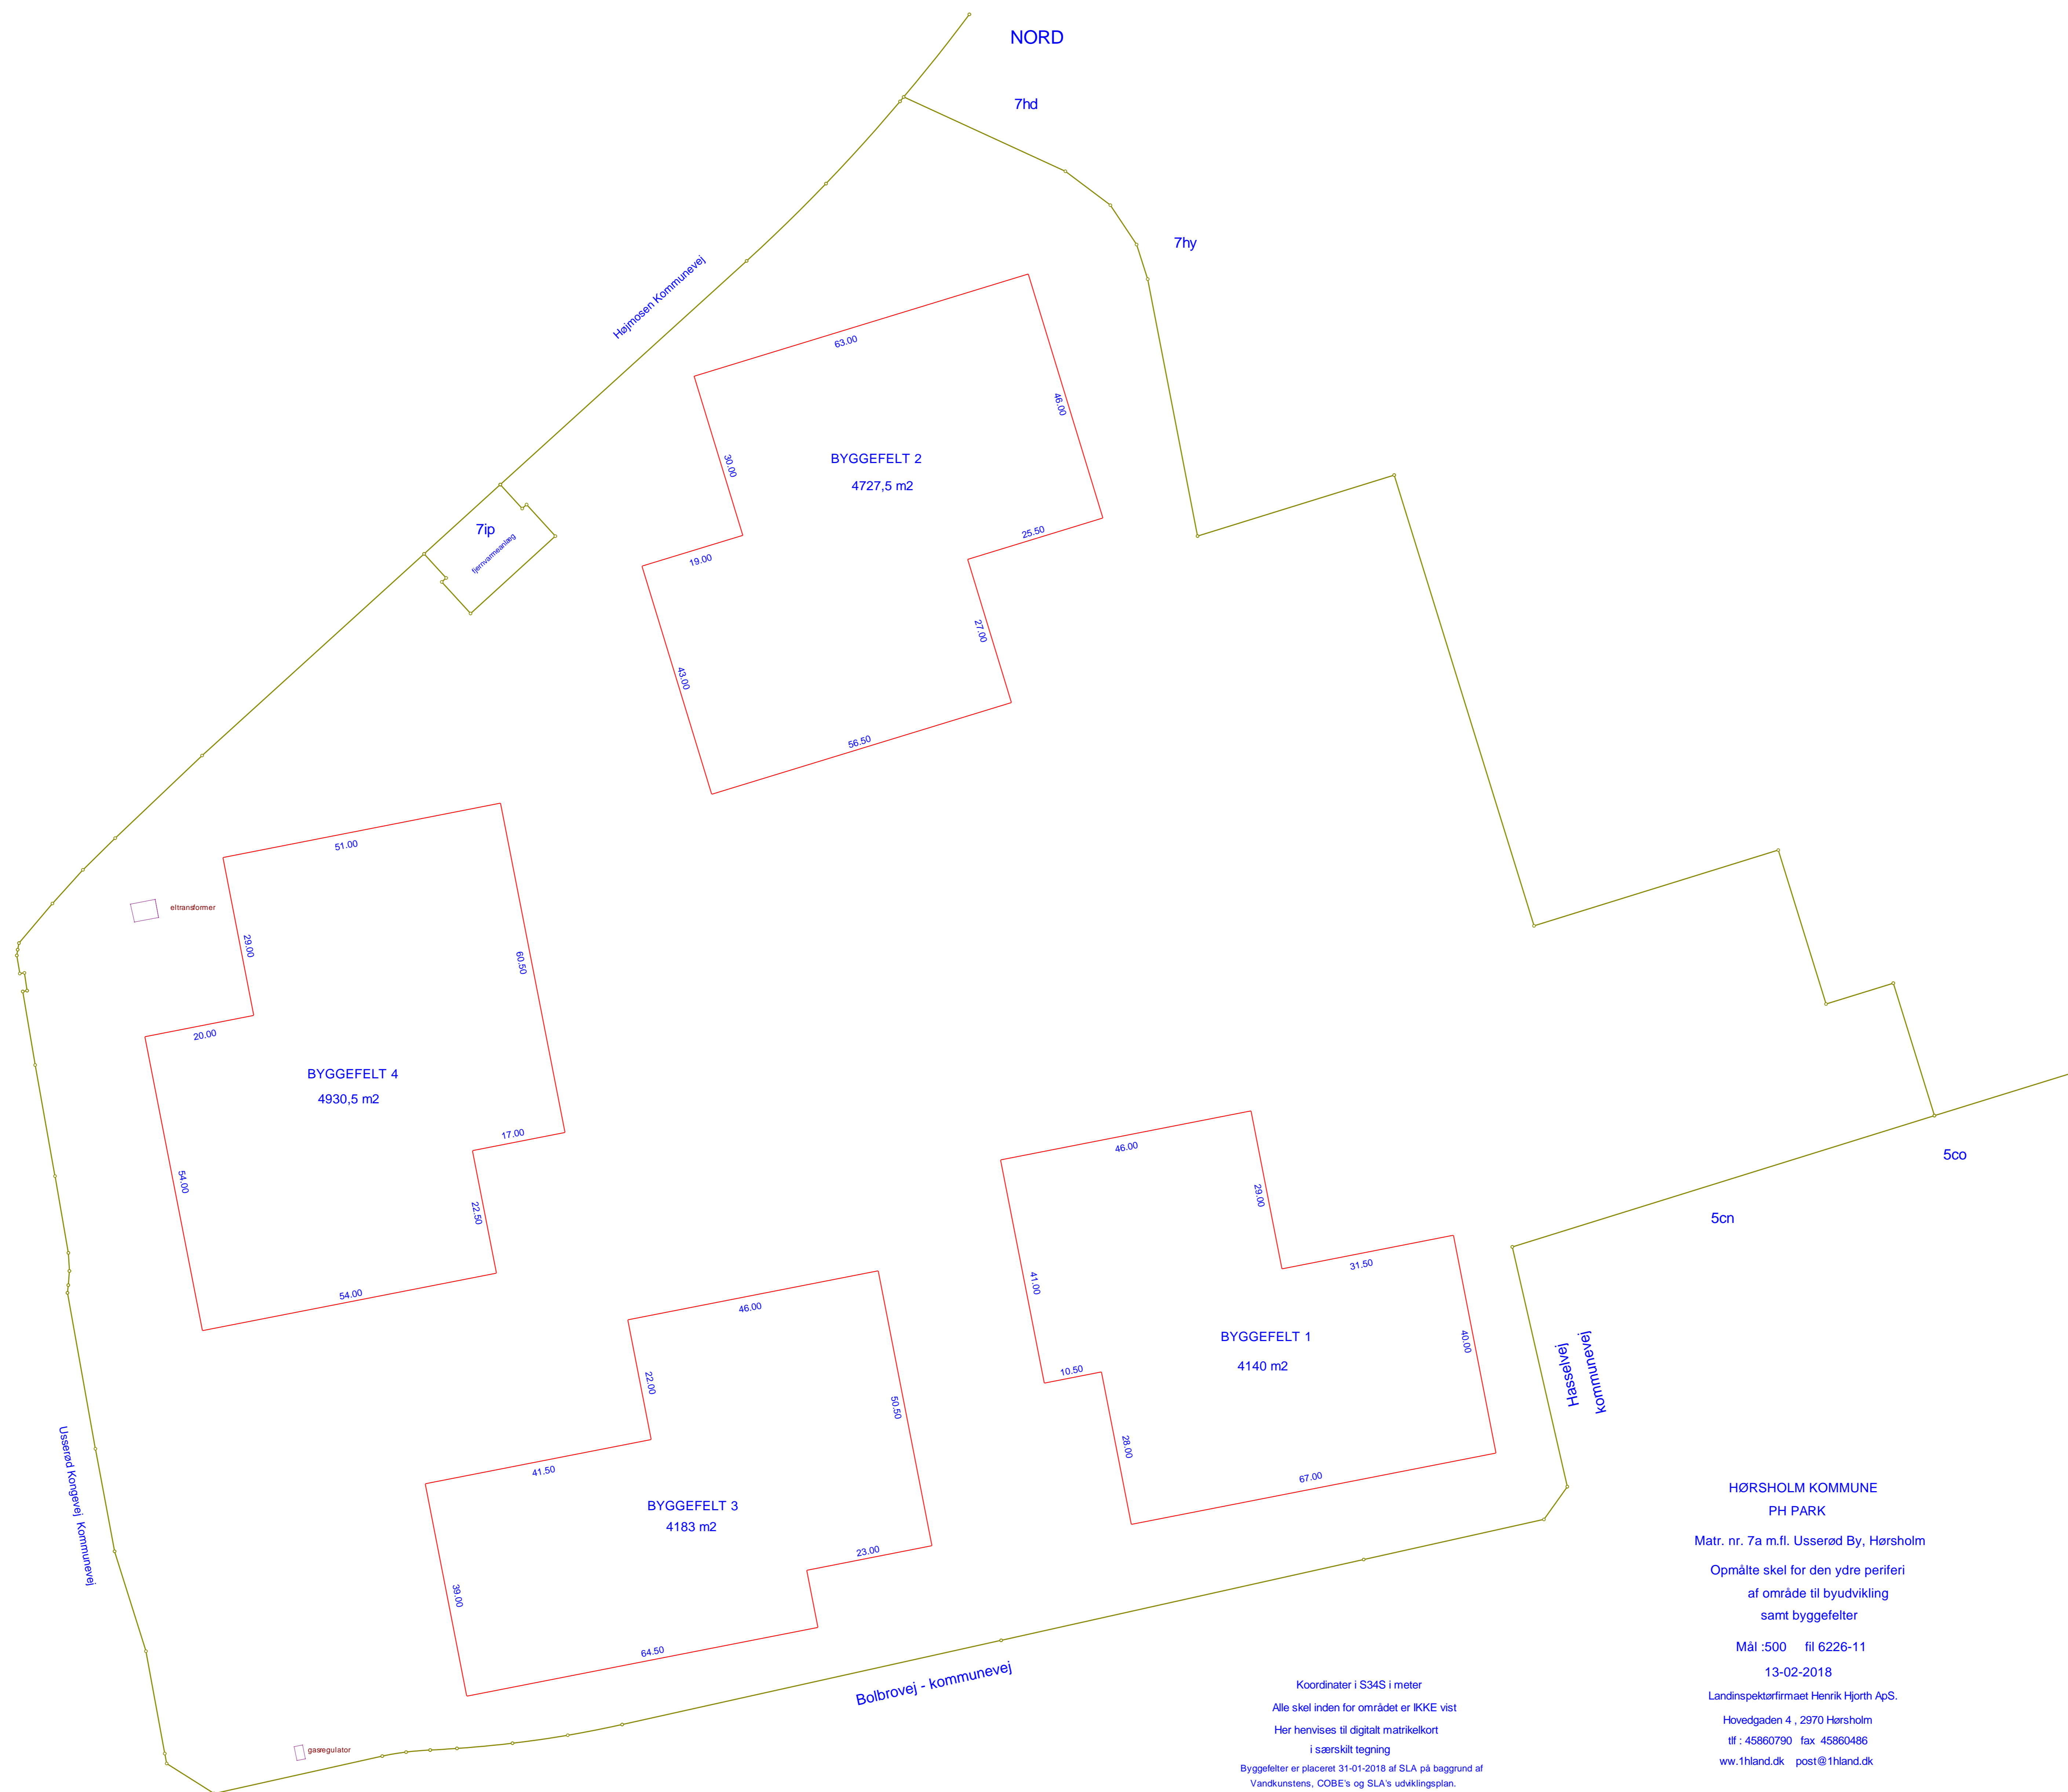 NORD
7hd
7hy
Højmosen Kommunevej
63.00
46.00
30.00
BYGGEFELT 2
4727,5 m2
7ip
fjernvarmeanlæg
25.50
19.00
27.00
43.00
56.50
51.00
eltransformer
29.00
60.50
20.00
BYGGEFELT 4
4930,5 m2
17.00
54.00
22.50
54.00
46.00
29.00
5co
5cn
31.50
41.00
46.00
BYGGEFELT 1
4140 m2
40.00
10.50
28.00
67.00
Hasselvej
kommunevej
22.00
50.50
41.50
BYGGEFELT 3
4183 m2
23.00
39.00
64.50
Usserød Kongevej Kommunevej
Bolbrovej - kommunevej
gasregulator
HØRSHOLM KOMMUNE
PH PARK
Matr. nr. 7a m.fl. Usserød By, Hørsholm
Opmålte skel for den ydre periferi
af område til byudvikling
samt byggefelter
Mål :500 fil 6226-11
13-02-2018
Landinspektørfirmaet Henrik Hjorth ApS.
Hovedgaden 4 , 2970 Hørsholm
tlf : 45860790 fax 45860486
ww.1hland.dk post@1hland.dk
Koordinater i S34S i meter
Alle skel inden for området er IKKE vist
Her henvises til digitalt matrikelkort
i særskilt tegning
Byggefelter er placeret 31-01-2018 af SLA på baggrund af
Vandkunstens, COBE's og SLA's udviklingsplan.